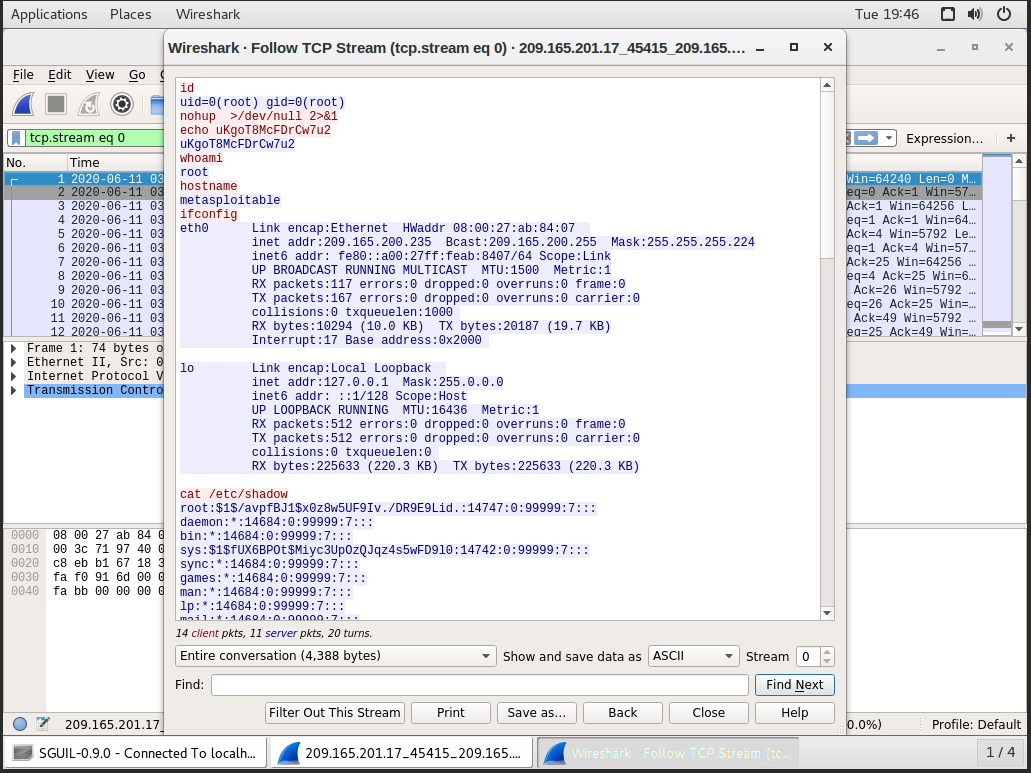 Applications Places Wireshark Tue 19:46
Wireshark · Follow TCP Stream (tcp.stream eq 0) · 209.165.201.17_45415_209.165....
File Edit View Go
tcp.stream eq 0 Expression... +
No. Time
1 2020-06-11 03 Win=64240 Len=0 M…
2 2020-06-11 03 eq=0 Ack=1 Win=57…
3 2020-06-11 03 Ack=1 Win=64256 L…
4 2020-06-11 03 eq=1 Ack=1 Win=64…
5 2020-06-11 03 Ack=4 Win=5792 Le…
6 2020-06-11 03 eq=1 Ack=4 Win=57…
7 2020-06-11 03 Ack=25 Win=64256 …
8 2020-06-11 03 eq=4 Ack=25 Win=6…
9 2020-06-11 03 Ack=26 Win=5792 …
10 2020-06-11 03 eq=26 Ack=25 Win=…
11 2020-06-11 03 Ack=49 Win=5792 …
12 2020-06-11 03 eq=25 Ack=49 Win=…
Frame 1: 74 bytes o
Ethernet II, Src: 0
Internet Protocol V
Transmission Contro
0000 08 00 27 ab 84 0
0010 00 3c 71 97 40 0
0020 c8 eb b1 67 18 3
0030 fa f0 91 6d 00 0
0040 fa bb 00 00 00 0
id
uid=0(root) gid=0(root)
nohup  >/dev/null 2>&1
echo uKgoT8McFDrCw7u2
uKgoT8McFDrCw7u2
whoami
root
hostname
metasploitable
ifconfig
eth0      Link encap:Ethernet  HWaddr 08:00:27:ab:84:07
          inet addr:209.165.200.235  Bcast:209.165.200.255  Mask:255.255.255.224
          inet6 addr: fe80::a00:27ff:feab:8407/64 Scope:Link
          UP BROADCAST RUNNING MULTICAST  MTU:1500  Metric:1
          RX packets:117 errors:0 dropped:0 overruns:0 frame:0
          TX packets:167 errors:0 dropped:0 overruns:0 carrier:0
          collisions:0 txqueuelen:1000
          RX bytes:10294 (10.0 KB)  TX bytes:20187 (19.7 KB)
          Interrupt:17 Base address:0x2000
lo        Link encap:Local Loopback
          inet addr:127.0.0.1  Mask:255.0.0.0
          inet6 addr: ::1/128 Scope:Host
          UP LOOPBACK RUNNING  MTU:16436  Metric:1
          RX packets:512 errors:0 dropped:0 overruns:0 frame:0
          TX packets:512 errors:0 dropped:0 overruns:0 carrier:0
          collisions:0 txqueuelen:0
          RX bytes:225633 (220.3 KB)  TX bytes:225633 (220.3 KB)
cat /etc/shadow
root:$1$/avpfBJ1$x0z8w5UF9Iv./DR9E9Lid.:14747:0:99999:7:::
daemon:*:14684:0:99999:7:::
bin:*:14684:0:99999:7:::
sys:$1$fUX6BPOt$Miyc3UpOzQJqz4s5wFD9l0:14742:0:99999:7:::
sync:*:14684:0:99999:7:::
games:*:14684:0:99999:7:::
man:*:14684:0:99999:7:::
lp:*:14684:0:99999:7:::
mail:*:14684:0:99999:7:::
14 client pkts, 11 server pkts, 20 turns.
Entire conversation (4,388 bytes) Show and save data as ASCII Stream 0
Find: Find Next
Filter Out This Stream Print Save as… Back Close Help
209.165.201.17_ 0.0%) Profile: Default
SGUIL-0.9.0 - Connected To localh… 209.165.201.17_45415_209.165.… Wireshark · Follow TCP Stream (tc… 1 / 4